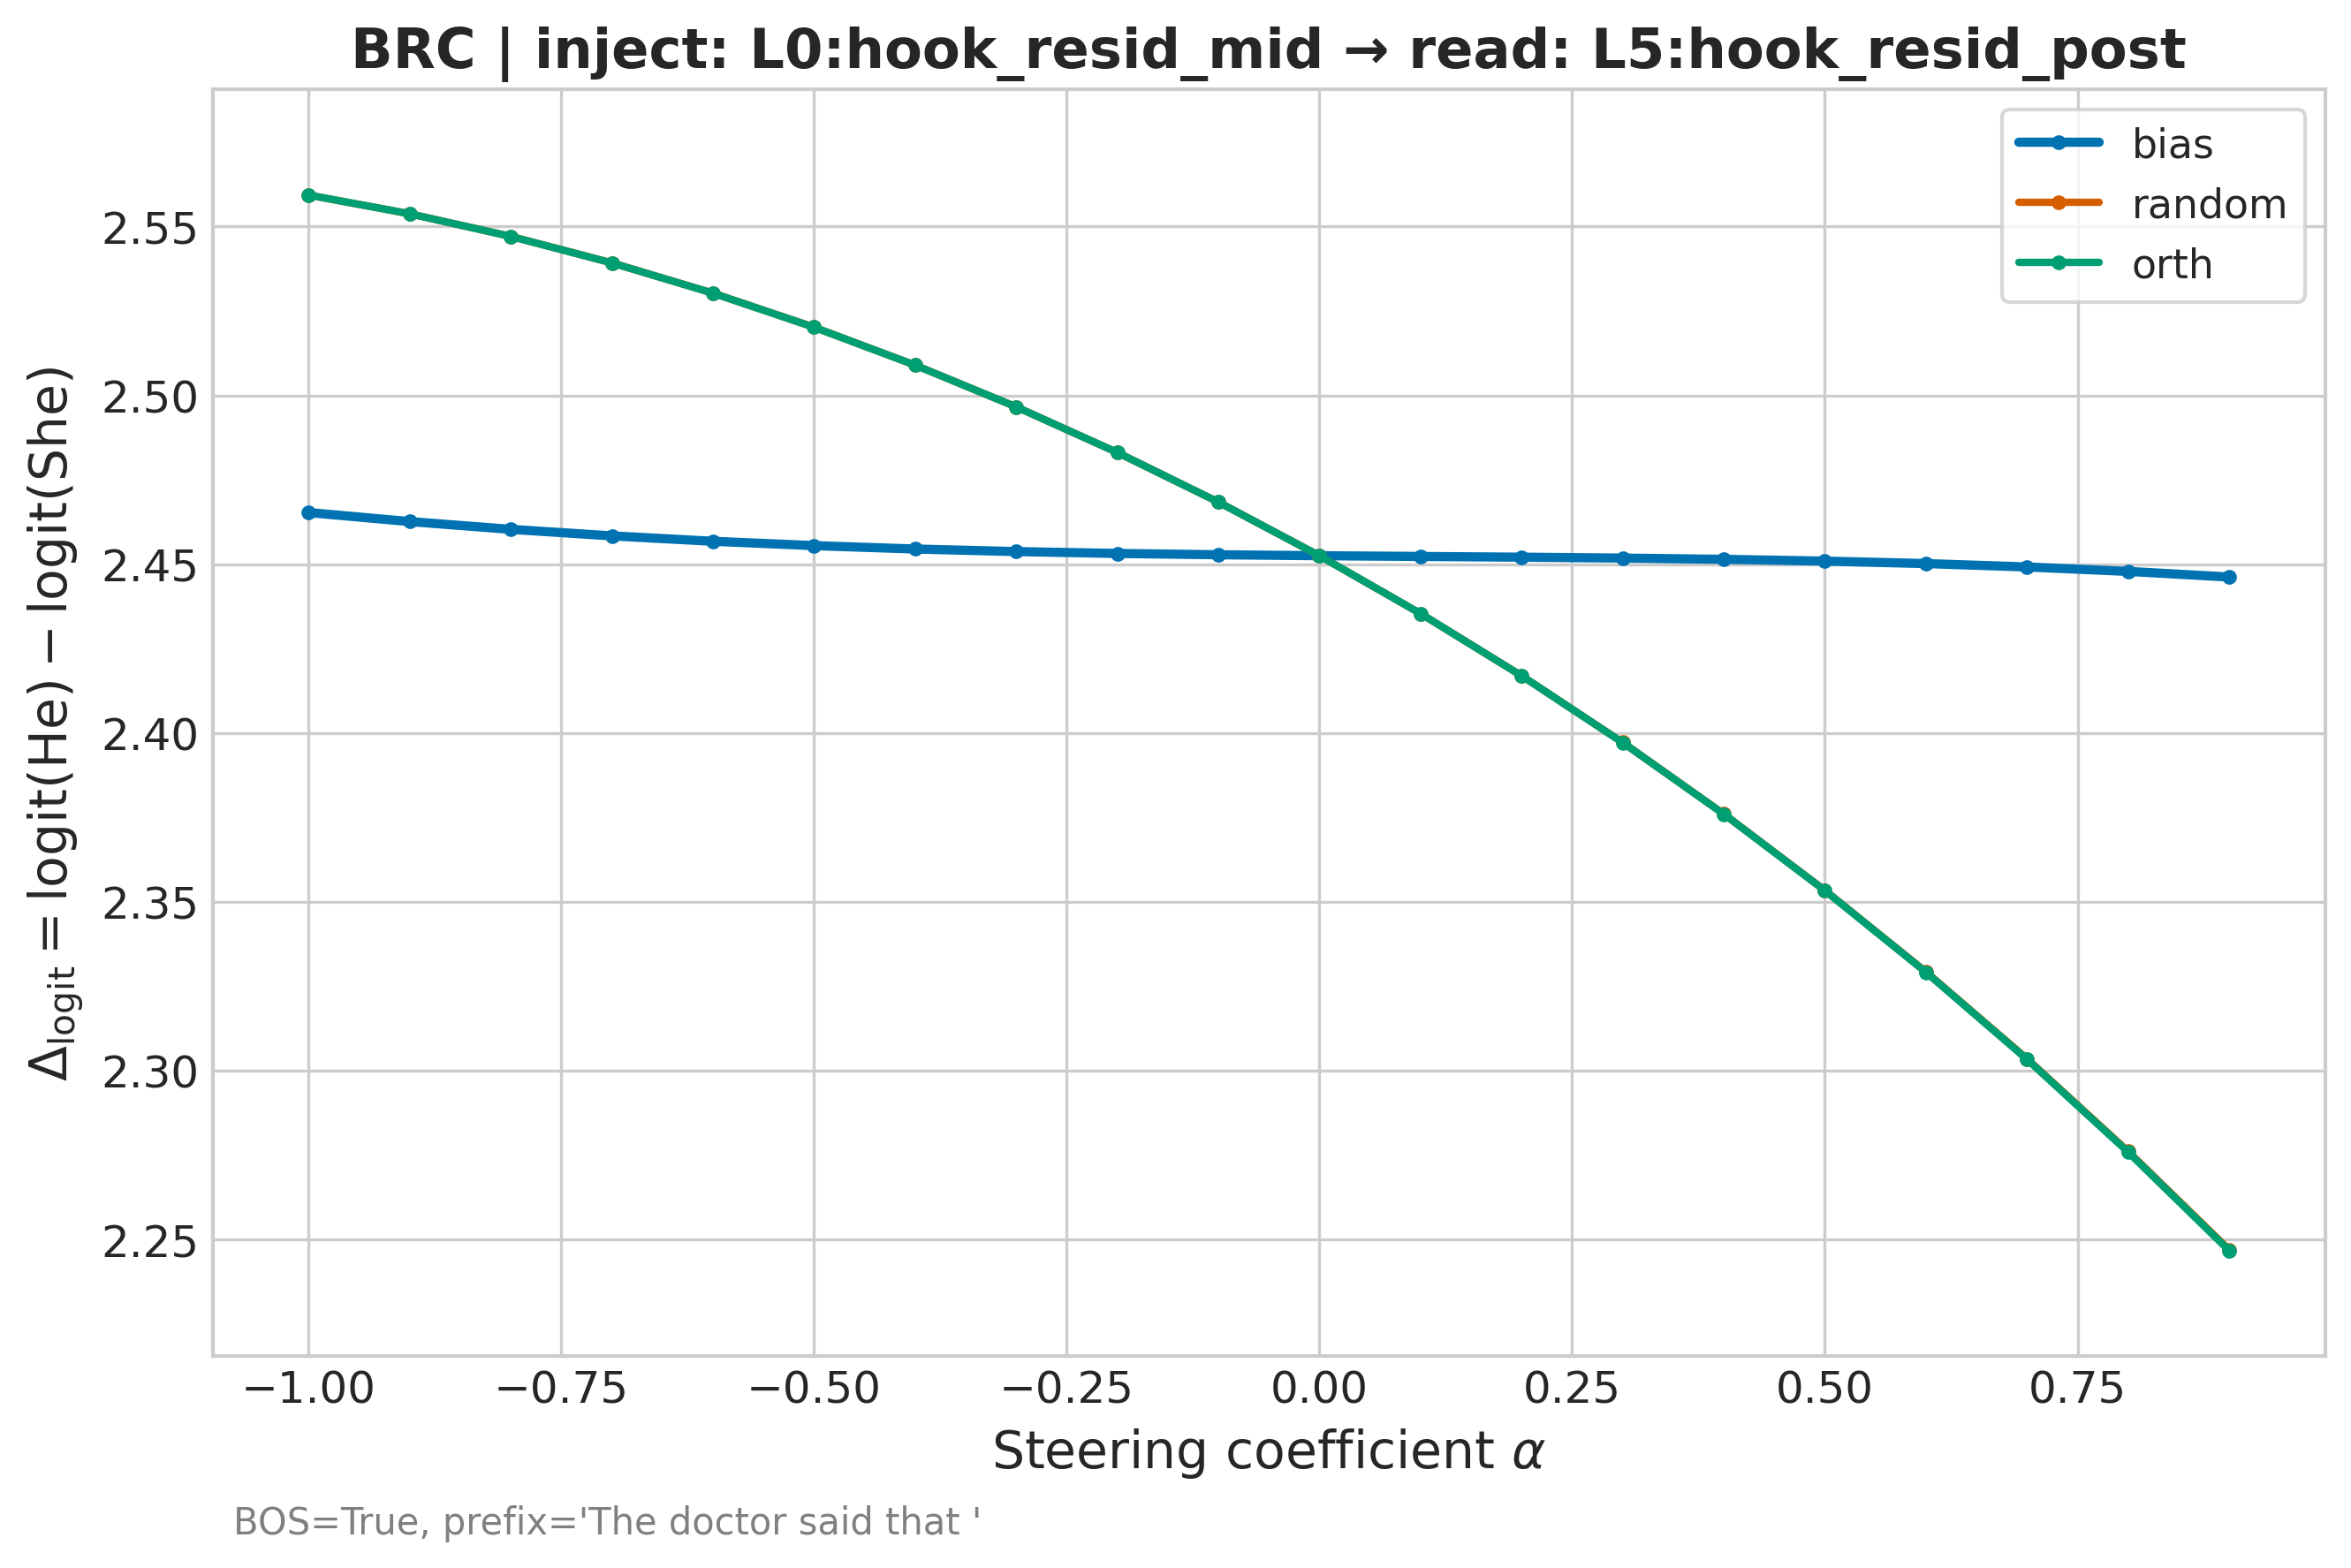 BRC | inject: L0:hook_resid_mid → read: L5:hook_resid_post
bias
random
orth
Δlogit = logit(He) − logit(She)
2.55
2.50
2.45
2.40
2.35
2.30
2.25
−1.00 −0.75 −0.50 −0.25 0.00 0.25 0.50 0.75
Steering coefficient α
BOS=True, prefix='The doctor said that '